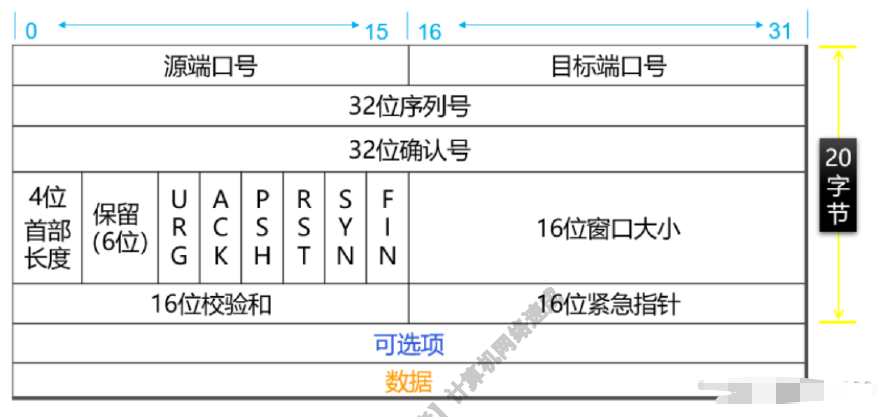 0 15 16 31
源端口号 目标端口号
32位序列号
32位确认号
4位首部长度 保留(6位) URG ACK PSH RST SYN FIN 16位窗口大小
16位校验和 16位紧急指针
可选项
数据
20字节
计算机网络